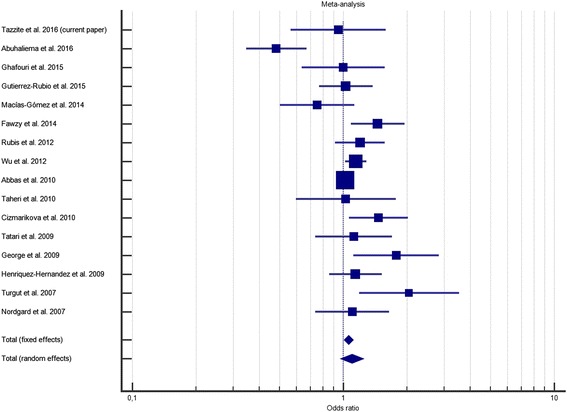 Meta-analysis
Tazzite et al. 2016 (current paper)
Abuhaliema et al. 2016
Ghafouri et al. 2015
Gutierrez-Rubio et al. 2015
Macías-Gómez et al. 2014
Fawzy et al. 2014
Rubis et al. 2012
Wu et al. 2012
Abbas et al. 2010
Taheri et al. 2010
Cizmarikova et al. 2010
Tatari et al. 2009
George et al. 2009
Henriquez-Hernandez et al. 2009
Turgut et al. 2007
Nordgard et al. 2007
Total (fixed effects)
Total (random effects)
0,1
1
10
Odds ratio